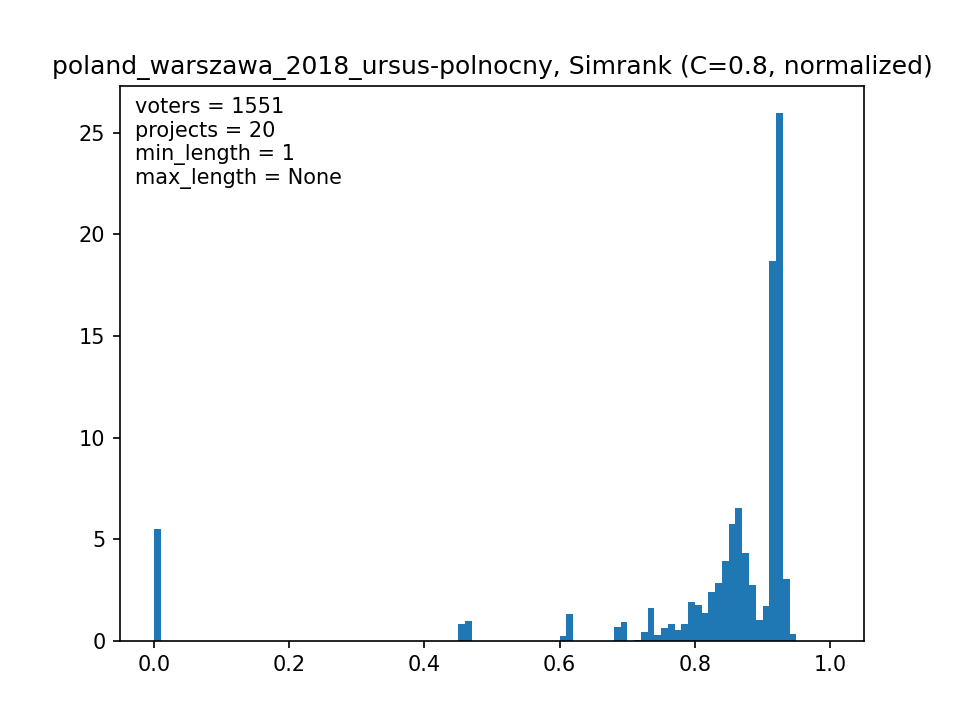 poland_warszawa_2018_ursus-polnocny, Simrank (C=0.8, normalized)
voters = 1551
projects = 20
min_length = 1
max_length = None
25
20
15
10
5
0
0.0 0.2 0.4 0.6 0.8 1.0